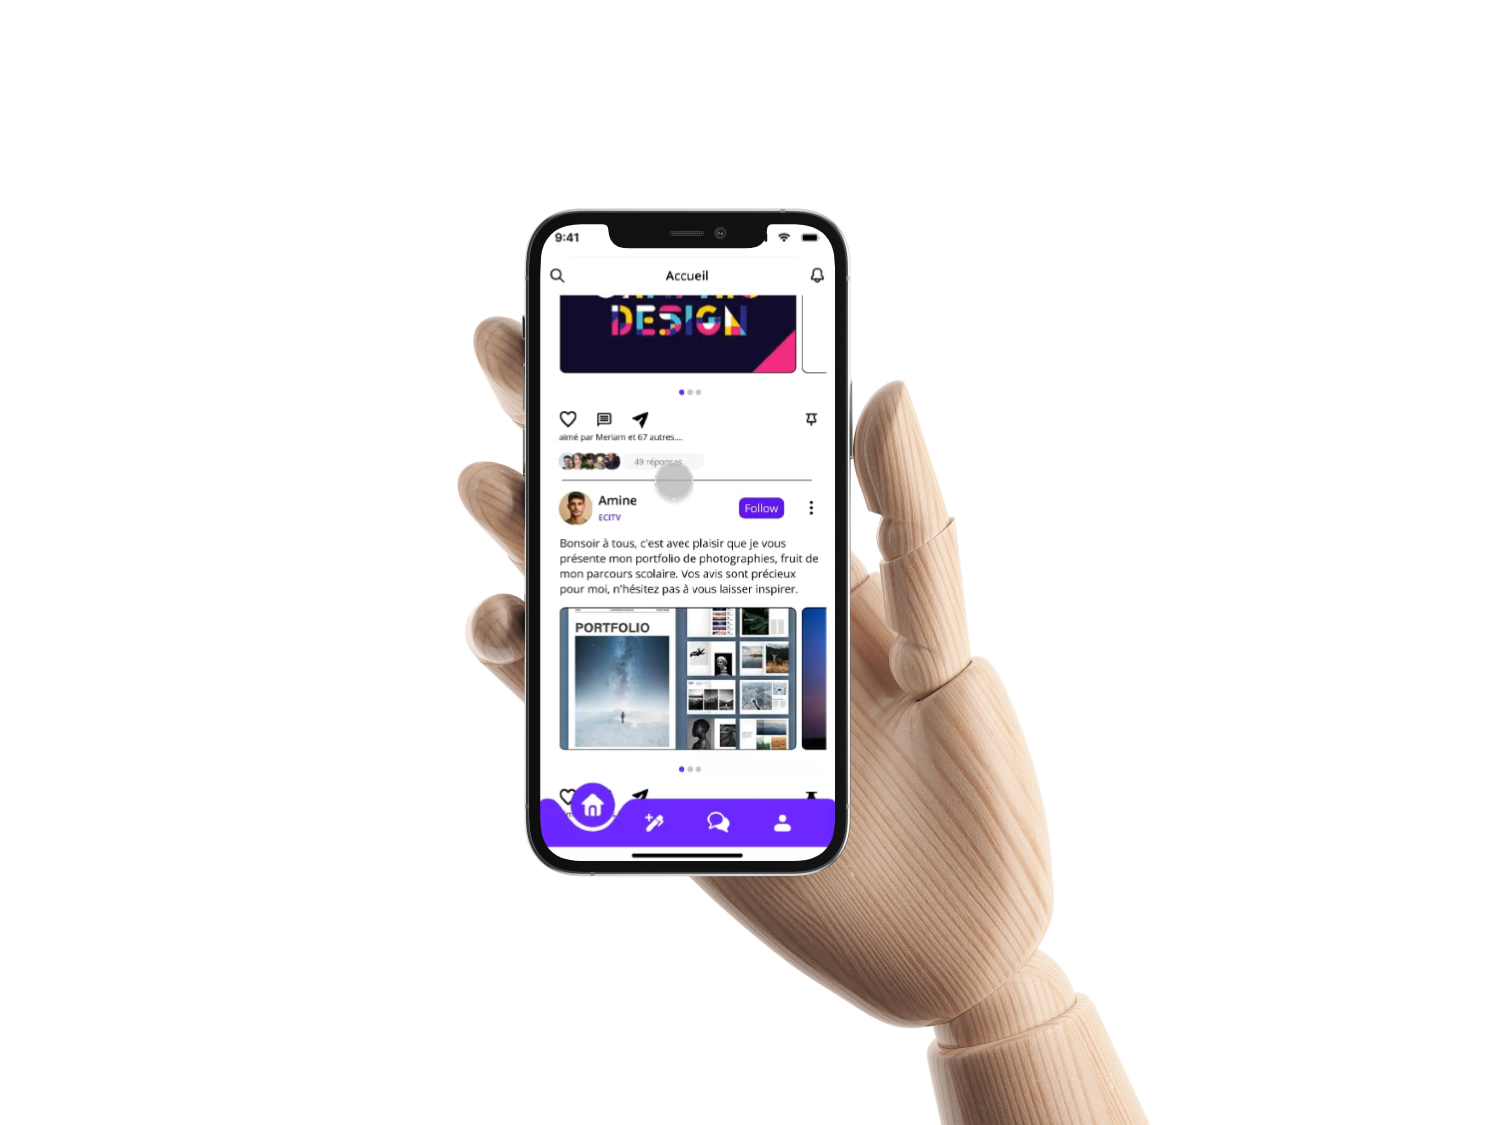 9:41
Accueil
DESIGN
aimé par Meriam et 67 autres....
49 réponses
Amine
Follow
ECITV
Bonsoir à tous, c'est avec plaisir que je vous
présente mon portfolio de photographies, fruit de
mon parcours scolaire. Vos avis sont précieux
pour moi, n'hésitez pas à vous laisser inspirer.
PORTFOLIO